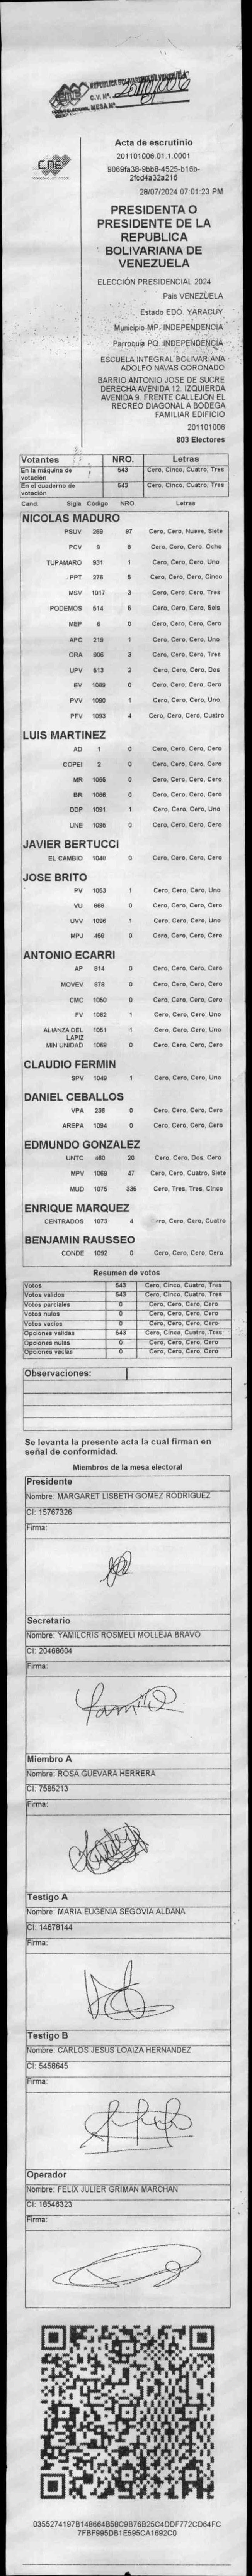 REPUBLICA BOLIVARIANA DE VENEZUELA
C.V. Nº.
MESA Nº.
CNE
Acta de escrutinio
201101006.01.1.0001
9069fa38-9bb8-4525-b16b-
2fcd4a32a216
28/07/2024 07:01:23 PM
PRESIDENTA O
PRESIDENTE DE LA
REPUBLICA
BOLIVARIANA DE
VENEZUELA
ELECCIÓN PRESIDENCIAL 2024
Pais VENEZUELA
Estado EDO. YARACUY
Municipio MP. INDEPENDENCIA
Parroquia PQ. INDEPENDENCIA
ESCUELA INTEGRAL BOLIVARIANA
ADOLFO NAVAS CORONADO
BARRIO ANTONIO JOSE DE SUCRE
DERECHA AVENIDA 12. IZQUIERDA
AVENIDA 9. FRENTE CALLEJÓN EL
RECREO DIAGONAL A BODEGA
FAMILIAR EDIFICIO
201101006
803 Electores
Votantes NRO. Letras
En la máquina de votación 543 Cero, Cinco, Cuatro, Tres
En el cuaderno de votación 543 Cero, Cinco, Cuatro, Tres
Cand. Sigla Código NRO. Letras
NICOLAS MADURO
PSUV 269 97 Cero, Cero, Nueve, Siete
PCV 9 8 Cero, Cero, Cero, Ocho
TUPAMARO 931 1 Cero, Cero, Cero, Uno
PPT 276 5 Cero, Cero, Cero, Cinco
MSV 1017 3 Cero, Cero, Cero, Tres
PODEMOS 514 6 Cero, Cero, Cero, Seis
MEP 6 0 Cero, Cero, Cero, Cero
APC 219 1 Cero, Cero, Cero, Uno
ORA 906 3 Cero, Cero, Cero, Tres
UPV 613 2 Cero, Cero, Cero, Dos
EV 1089 0 Cero, Cero, Cero, Cero
PVV 1090 1 Cero, Cero, Cero, Uno
PFV 1093 4 Cero, Cero, Cero, Cuatro
LUIS MARTINEZ
AD 1 0 Cero, Cero, Cero, Cero
COPEI 2 0 Cero, Cero, Cero, Cero
MR 1065 0 Cero, Cero, Cero, Cero
BR 1066 0 Cero, Cero, Cero, Cero
DDP 1091 1 Cero, Cero, Cero, Uno
UNE 1095 0 Cero, Cero, Cero, Cero
JAVIER BERTUCCI
EL CAMBIO 1048 0 Cero, Cero, Cero, Cero
JOSE BRITO
PV 1053 1 Cero, Cero, Cero, Uno
VU 868 0 Cero, Cero, Cero, Cero
UVV 1096 1 Cero, Cero, Cero, Uno
MPJ 458 0 Cero, Cero, Cero, Cero
ANTONIO ECARRI
AP 814 0 Cero, Cero, Cero, Cero
MOVEV 878 0 Cero, Cero, Cero, Cero
CMC 1060 0 Cero, Cero, Cero, Cero
FV 1062 1 Cero, Cero, Cero, Uno
ALIANZA DEL LAPIZ 1051 1 Cero, Cero, Cero, Uno
MIN UNIDAD 1069 0 Cero, Cero, Cero, Cero
CLAUDIO FERMIN
SPV 1049 1 Cero, Cero, Cero, Uno
DANIEL CEBALLOS
VPA 236 0 Cero, Cero, Cero, Cero
AREPA 1094 0 Cero, Cero, Cero, Cero
EDMUNDO GONZALEZ
UNTC 460 20 Cero, Cero, Dos, Cero
MPV 1069 47 Cero, Cero, Cuatro, Siete
MUD 1075 335 Cero, Tres, Tres, Cinco
ENRIQUE MARQUEZ
CENTRADOS 1073 4 ero, Cero, Cero, Cuatro
BENJAMIN RAUSSEO
CONDE 1092 0 Cero, Cero, Cero, Cero
Resumen de votos
Votos 543 Cero, Cinco, Cuatro, Tres
Votos validos 543 Cero, Cinco, Cuatro, Tres
Votos parciales 0 Cero, Cero, Cero, Cero
Votos nulos 0 Cero, Cero, Cero, Cero
Votos vacios 0 Cero, Cero, Cero, Cero
Opciones validas 543 Cero, Cinco, Cuatro, Tres
Opciones nulas 0 Cero, Cero, Cero, Cero
Opciones vacias 0 Cero, Cero, Cero, Cero
Observaciones:
Se levanta la presente acta la cual firman en
señal de conformidad.
Miembros de la mesa electoral
Presidente
Nombre: MARGARET LISBETH GOMEZ RODRIGUEZ
CI: 15767326
Firma:
Secretario
Nombre: YAMILCRIS ROSMELI MOLLEJA BRAVO
CI: 20468604
Firma:
Miembro A
Nombre: ROSA GUEVARA HERRERA
CI: 7585213
Firma:
Testigo A
Nombre: MARIA EUGENIA SEGOVIA ALDANA
CI: 14678144
Firma:
Testigo B
Nombre: CARLOS JESUS LOAIZA HERNANDEZ
CI: 5458645
Firma:
Operador
Nombre: FELIX JULIER GRIMAN MARCHAN
CI: 18546323
Firma:
0355274197B148664B58C9B76B25C4DDF772CD64FC
7FBF995DB1E595CA1692C0